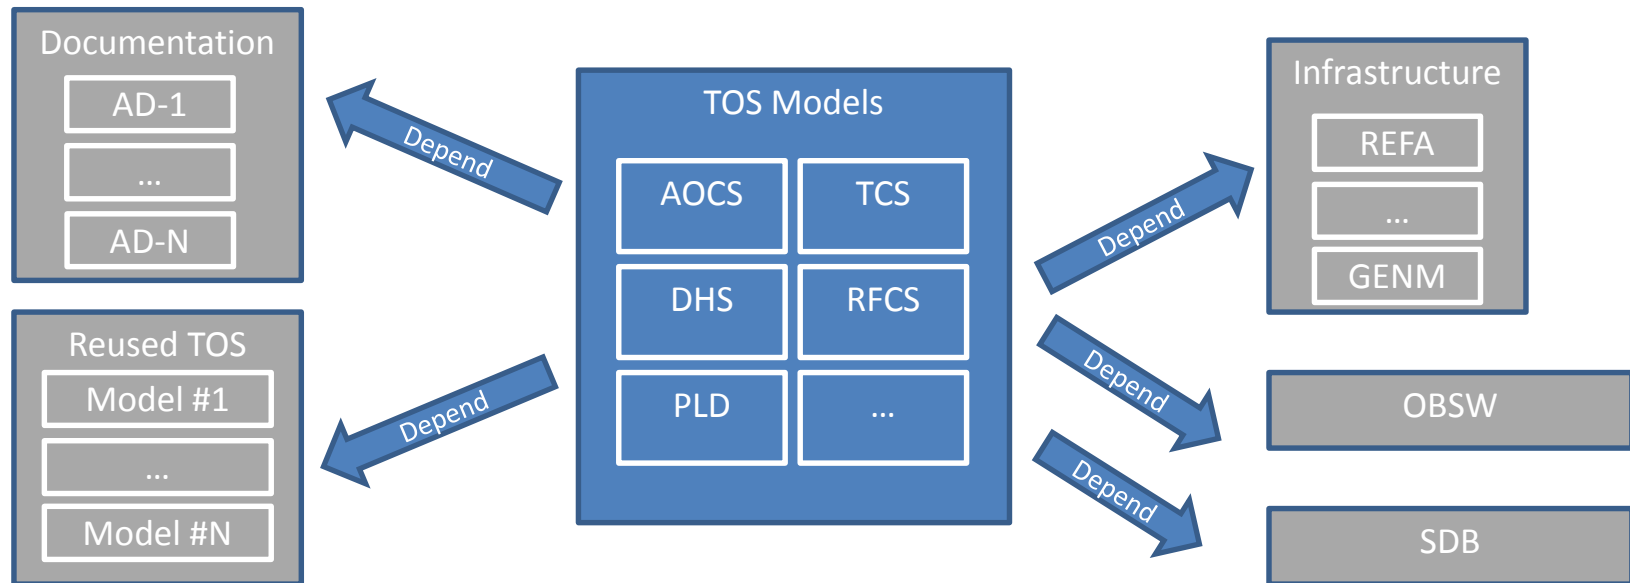 Documentation
AD-1
...
AD-N
Reused TOS
Model #1
...
Model #N
Depend
Depend
TOS Models
AOCS
TCS
DHS
RFCS
PLD
...
Depend
Depend
Depend
Infrastructure
REFA
...
GENM
OBSW
SDB